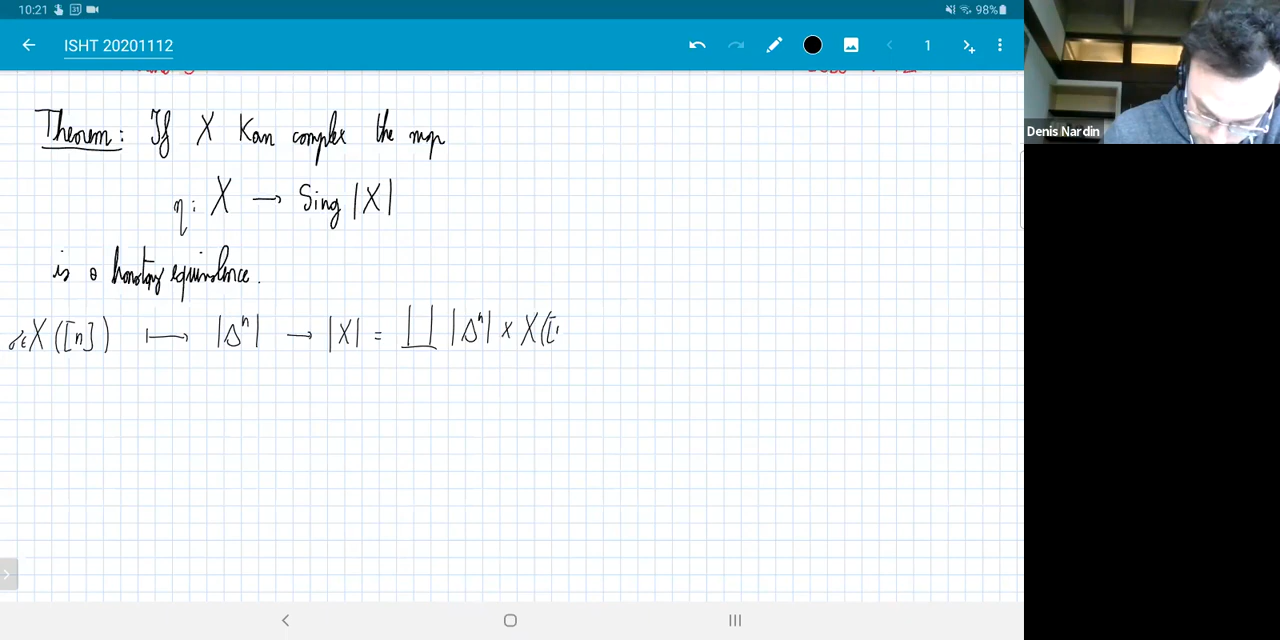 10:21 31 98%
ISHT 20201112
1
Theorem: If X Kan complex the map
η: X → Sing |X|
is a homotopy equivalence.
σ∈X([n]) ⟼ |Δⁿ| → |X| = ∐ |Δⁿ| × X([
Denis Nardin